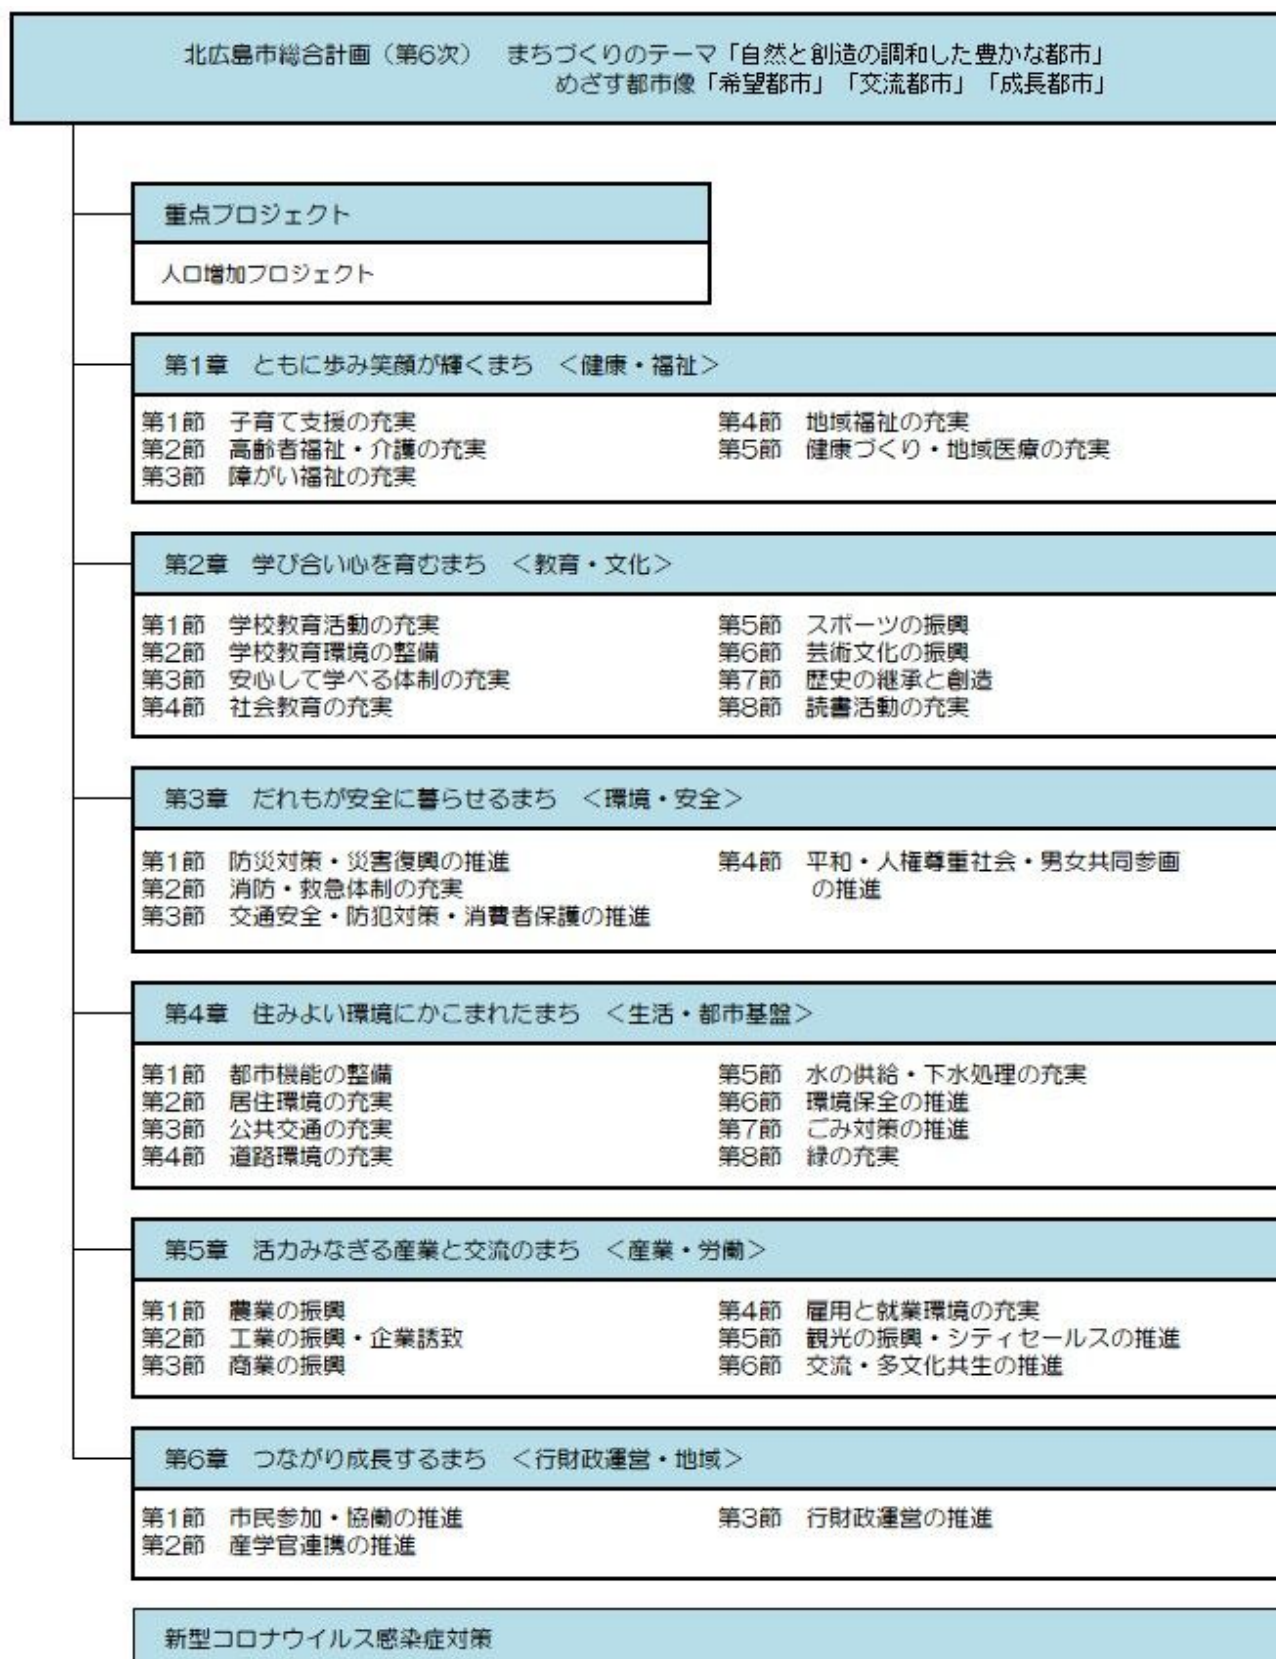 北広島市総合計画（第6次）　まちづくりのテーマ「自然と創造の調和した豊かな都市」
めざす都市像「希望都市」「交流都市」「成長都市」
重点プロジェクト
人口増加プロジェクト
第1章　ともに歩み笑顔が輝くまち　＜健康・福祉＞
第1節　子育て支援の充実
第2節　高齢者福祉・介護の充実
第3節　障がい福祉の充実
第4節　地域福祉の充実
第5節　健康づくり・地域医療の充実
第2章　学び合い心を育むまち　＜教育・文化＞
第1節　学校教育活動の充実
第2節　学校教育環境の整備
第3節　安心して学べる体制の充実
第4節　社会教育の充実
第5節　スポーツの振興
第6節　芸術文化の振興
第7節　歴史の継承と創造
第8節　読書活動の充実
第3章　だれもが安全に暮らせるまち　＜環境・安全＞
第1節　防災対策・災害復興の推進
第2節　消防・救急体制の充実
第3節　交通安全・防犯対策・消費者保護の推進
第4節　平和・人権尊重社会・男女共同参画
の推進
第4章　住みよい環境にかこまれたまち　＜生活・都市基盤＞
第1節　都市機能の整備
第2節　居住環境の充実
第3節　公共交通の充実
第4節　道路環境の充実
第5節　水の供給・下水処理の充実
第6節　環境保全の推進
第7節　ごみ対策の推進
第8節　緑の充実
第5章　活力みなぎる産業と交流のまち　＜産業・労働＞
第1節　農業の振興
第2節　工業の振興・企業誘致
第3節　商業の振興
第4節　雇用と就業環境の充実
第5節　観光の振興・シティセールスの推進
第6節　交流・多文化共生の推進
第6章　つながり成長するまち　＜行財政運営・地域＞
第1節　市民参加・協働の推進
第2節　産学官連携の推進
第3節　行財政運営の推進
新型コロナウイルス感染症対策